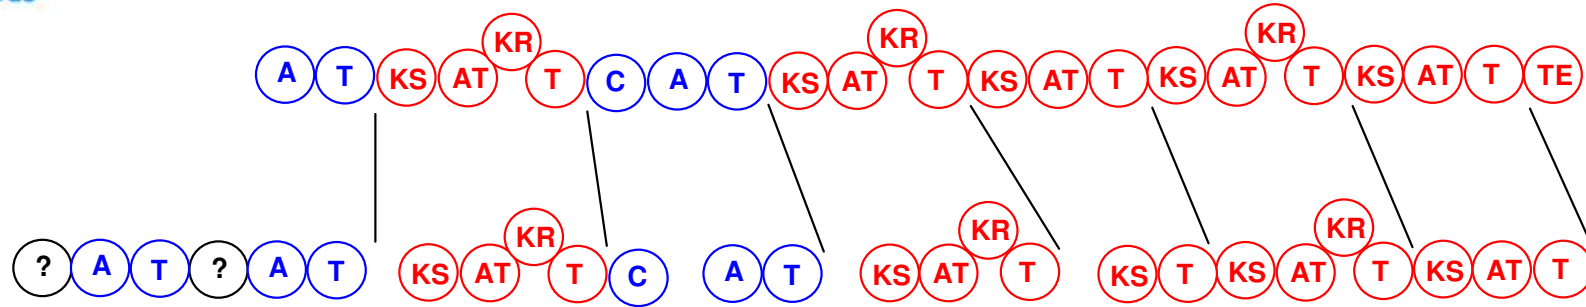 A T KS AT KR T C A T KS AT KR T KS AT T KS AT KR T KS AT T TE
? A T ? A T KS AT KR T C A T KS AT KR T KS T KS AT KR T KS AT T